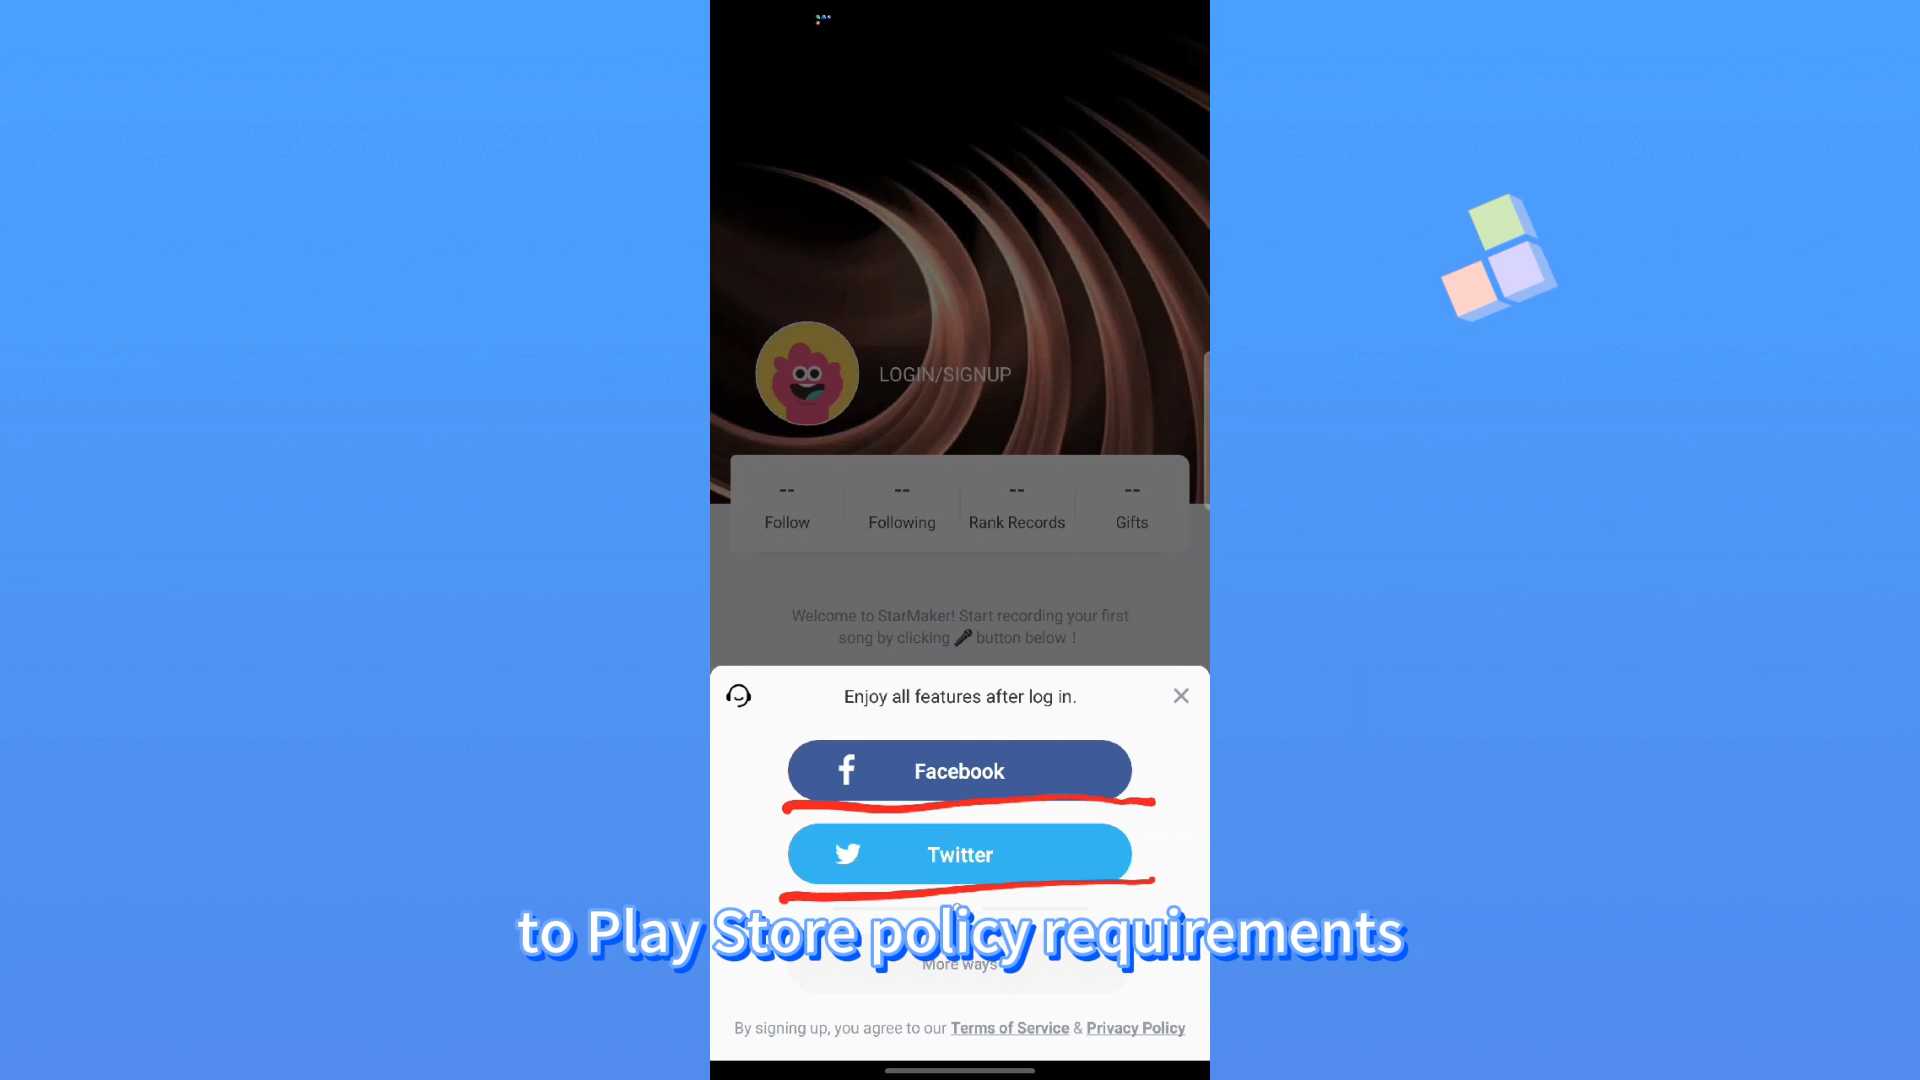 LOGIN/SIGNUP
-- -- -- --
Follow Following Rank Records Gifts
Welcome to StarMaker! Start recording your first
song by clicking 🎤 button below !
Enjoy all features after log in.
Facebook
Twitter
to Play Store policy requirements
More ways
By signing up, you agree to our Terms of Service & Privacy Policy